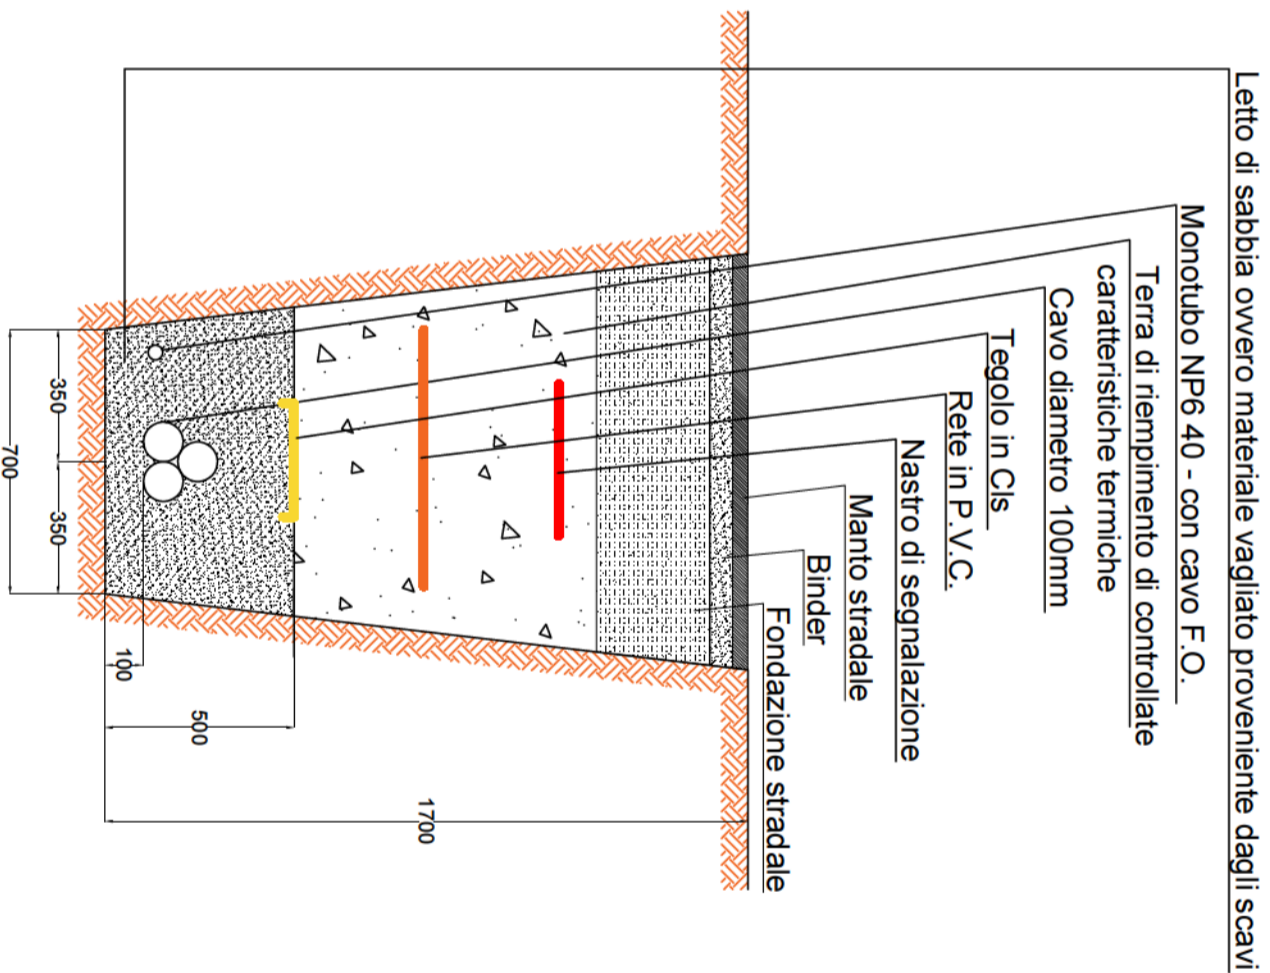 Letto di sabbia ovvero materiale vagliato proveniente dagli scavi
Monotubo NP6 40 - con cavo F.O.
Terra di riempimento di controllate
caratteristiche termiche
Cavo diametro 100mm
Tegolo in Cls
Rete in P.V.C.
Nastro di segnalazione
Manto stradale
Binder
Fondazione stradale
1700
500
100
350
350
700